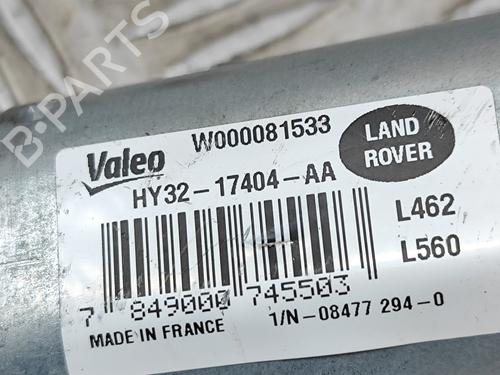 B-PARTS
Valeo W000081533
LAND ROVER
HY32-17404-AA
L462
L560
7 849000 745503
MADE IN FRANCE 1/N-08477 294-0